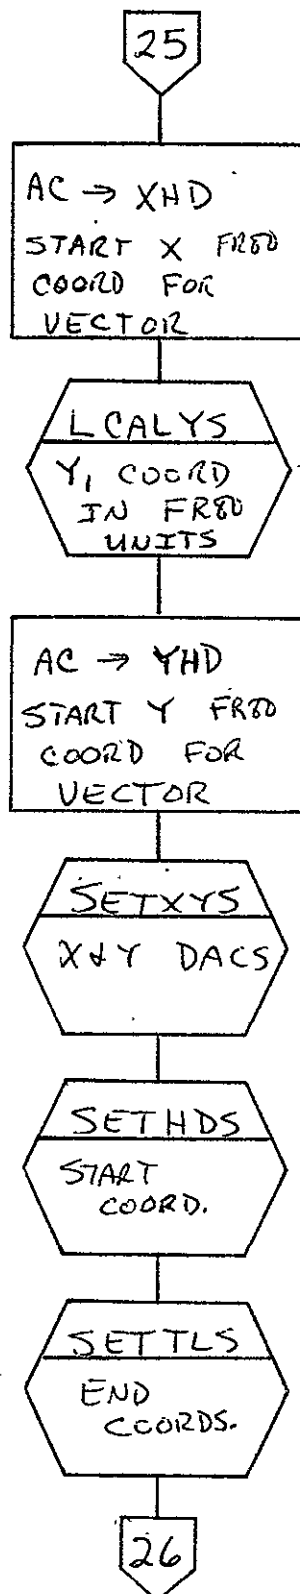 25
AC → XHD
START X FR80
COORD FOR
VECTOR
LCALYS
Y, COORD
IN FR80
UNITS
AC → YHD
START Y FR80
COORD FOR
VECTOR
SETXYS
X & Y DACS
SETHDS
START
COORD.
SETTLS
END
COORDS.
26